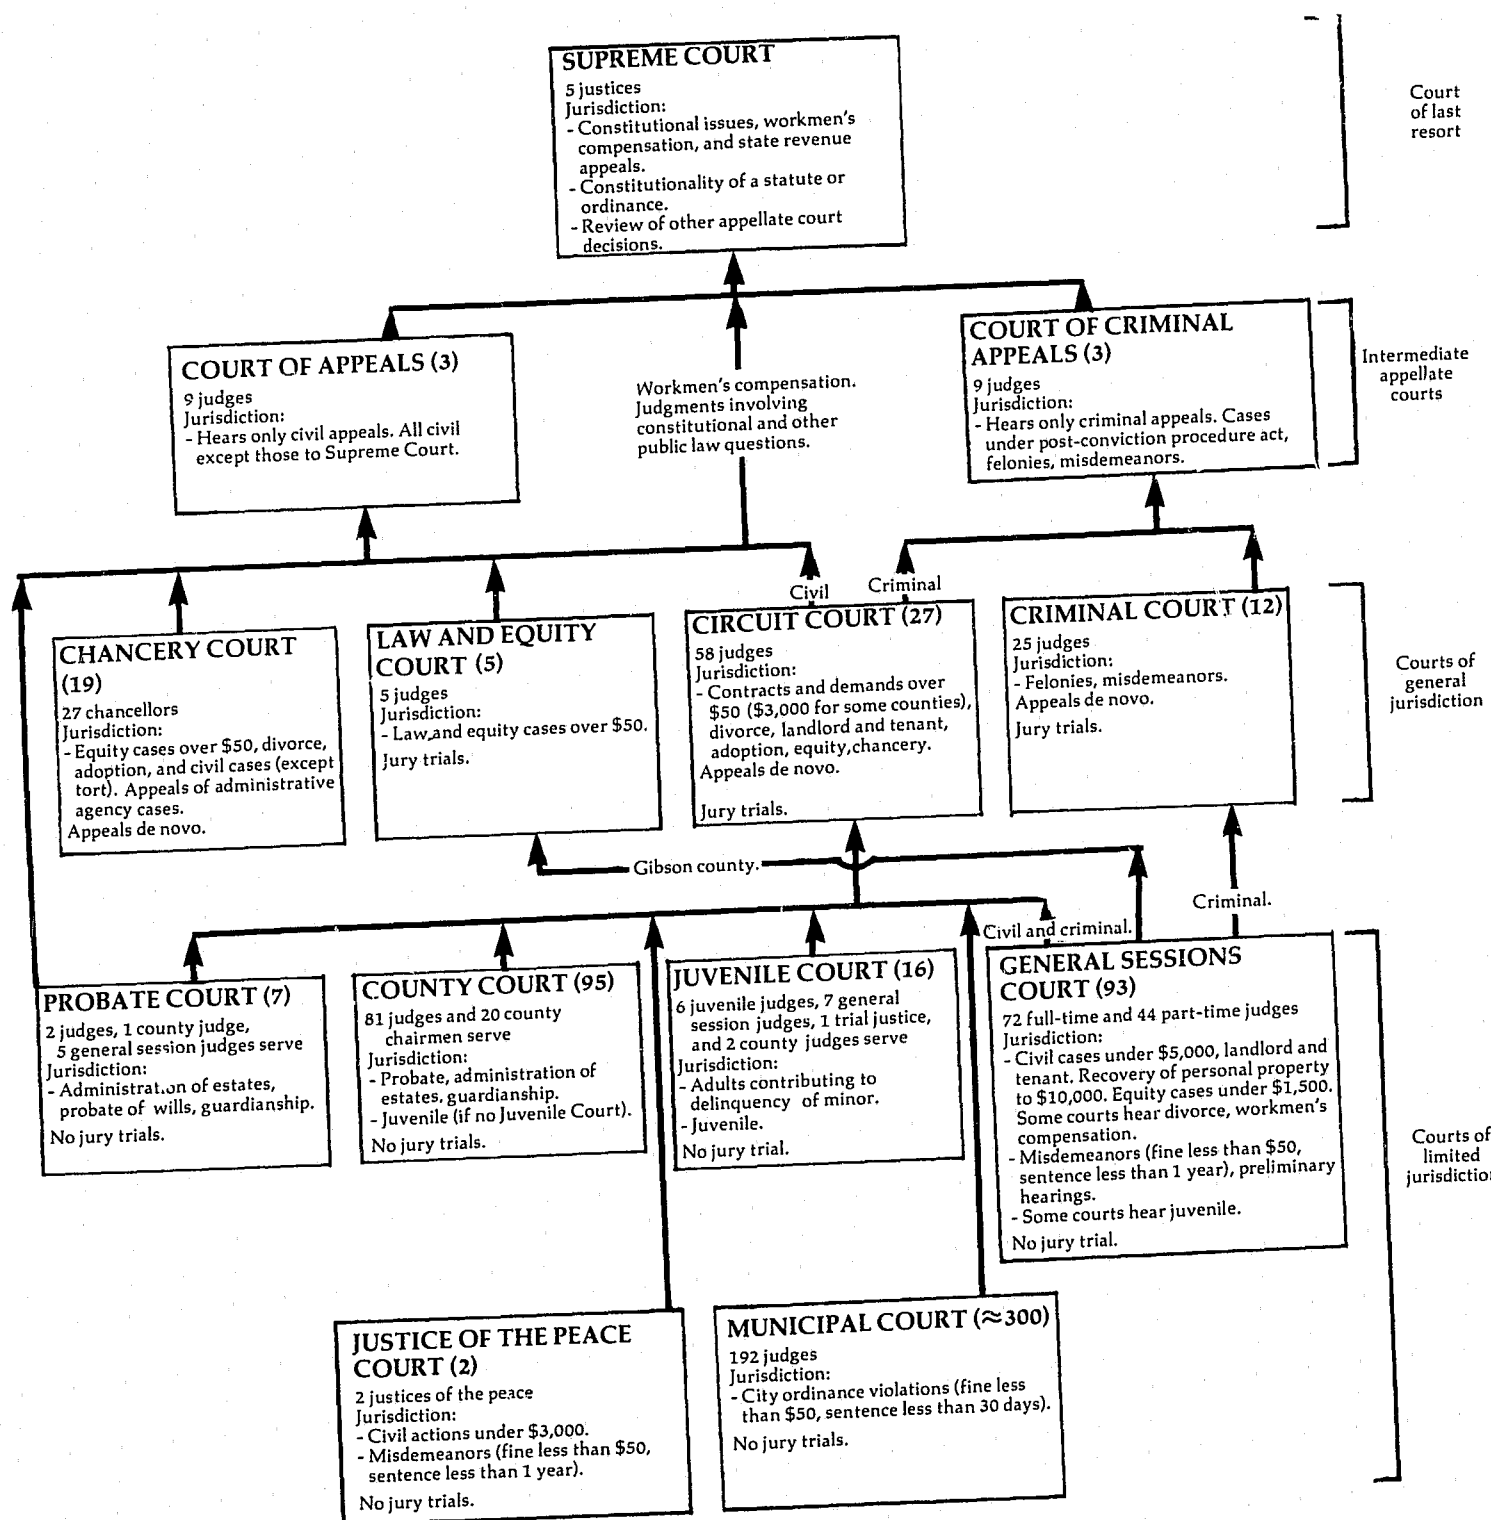 SUPREME COURT
5 justices
Jurisdiction:
- Constitutional issues, workmen's
compensation, and state revenue
appeals.
- Constitutionality of a statute or
ordinance.
- Review of other appellate court
decisions.
Court
of last
resort
COURT OF APPEALS (3)
9 judges
Jurisdiction:
- Hears only civil appeals. All civil
except those to Supreme Court.
Workmen's compensation.
Judgments involving
constitutional and other
public law questions.
COURT OF CRIMINAL
APPEALS (3)
9 judges
Jurisdiction:
- Hears only criminal appeals. Cases
under post-conviction procedure act,
felonies, misdemeanors.
Intermediate
appellate
courts
Civil
Criminal
CHANCERY COURT
(19)
27 chancellors
Jurisdiction:
- Equity cases over $50, divorce,
adoption, and civil cases (except
tort). Appeals of administrative
agency cases.
Appeals de novo.
LAW AND EQUITY
COURT (5)
5 judges
Jurisdiction:
- Law and equity cases over $50.
Jury trials.
CIRCUIT COURT (27)
58 judges
Jurisdiction:
- Contracts and demands over
$50 ($3,000 for some counties),
divorce, landlord and tenant,
adoption, equity, chancery.
Appeals de novo.
Jury trials.
CRIMINAL COURT (12)
25 judges
Jurisdiction:
- Felonies, misdemeanors.
Appeals de novo.
Jury trials.
Courts of
general
jurisdiction
Gibson county.
Criminal.
Civil and criminal.
PROBATE COURT (7)
2 judges, 1 county judge,
5 general session judges serve
Jurisdiction:
- Administration of estates,
probate of wills, guardianship.
No jury trials.
COUNTY COURT (95)
81 judges and 20 county
chairmen serve
Jurisdiction:
- Probate, administration of
estates, guardianship.
- Juvenile (if no Juvenile Court).
No jury trials.
JUVENILE COURT (16)
6 juvenile judges, 7 general
session judges, 1 trial justice,
and 2 county judges serve
Jurisdiction:
- Adults contributing to
delinquency of minor.
- Juvenile.
No jury trial.
GENERAL SESSIONS
COURT (93)
72 full-time and 44 part-time judges
Jurisdiction:
- Civil cases under $5,000, landlord and
tenant. Recovery of personal property
to $10,000. Equity cases under $1,500.
Some courts hear divorce, workmen's
compensation.
- Misdemeanors (fine less than $50,
sentence less than 1 year), preliminary
hearings.
- Some courts hear juvenile.
No jury trial.
Courts of
limited
jurisdictio
JUSTICE OF THE PEACE
COURT (2)
2 justices of the peace
Jurisdiction:
- Civil actions under $3,000.
- Misdemeanors (fine less than $50,
sentence less than 1 year).
No jury trials.
MUNICIPAL COURT (≈300)
192 judges
Jurisdiction:
- City ordinance violations (fine less
than $50, sentence less than 30 days).
No jury trials.